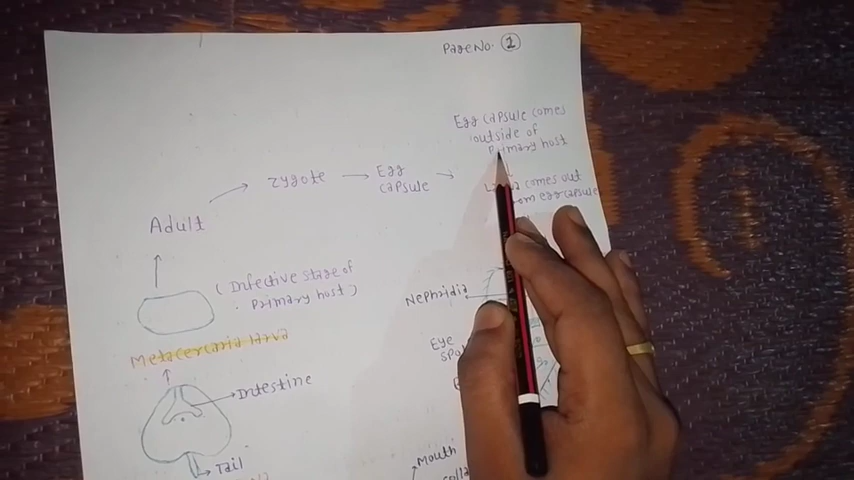 Page No. 1
Egg capsule comes
outside of
Primary host
comes out
from egg capsule
Egg
capsule
zygote
Adult
(Infective stage of
Primary host)
Nephridia
Metacercaria larva
Eye
Intestine
Tail
Mouth